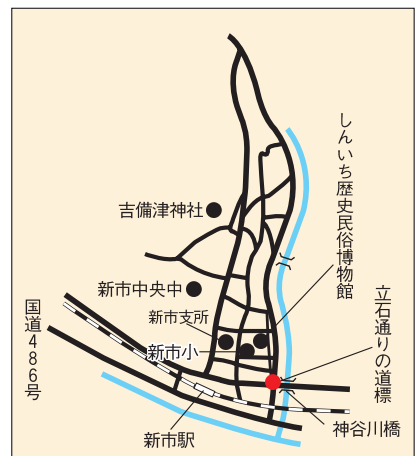 しんいち歴史民俗博物館
吉備津神社
新市中央中
立石通りの道標
国道486号
新市支所
新市小
神谷川橋
新市駅